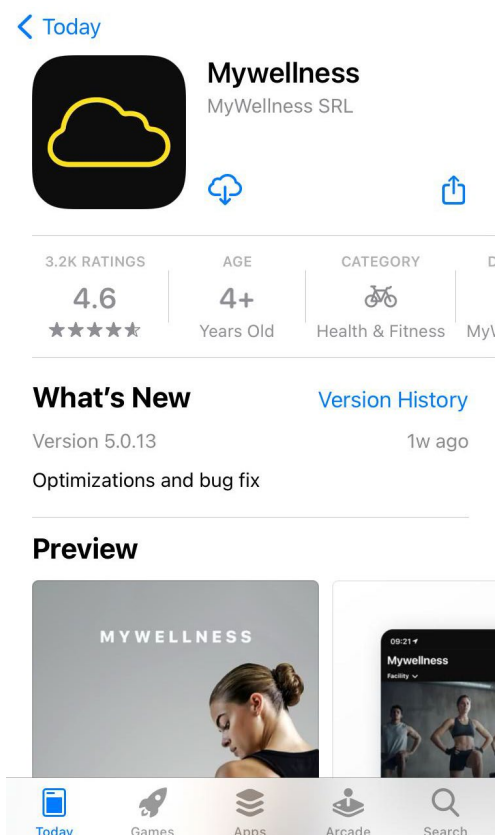 Today
Mywellness
MyWellness SRL
3.2K RATINGS
AGE
CATEGORY
4.6
4+
Years Old
Health & Fitness
What's New
Version History
Version 5.0.13
1w ago
Optimizations and bug fix
Preview
MYWELLNESS
09:21
Mywellness
Facility
Today
Games
Apps
Arcade
Search